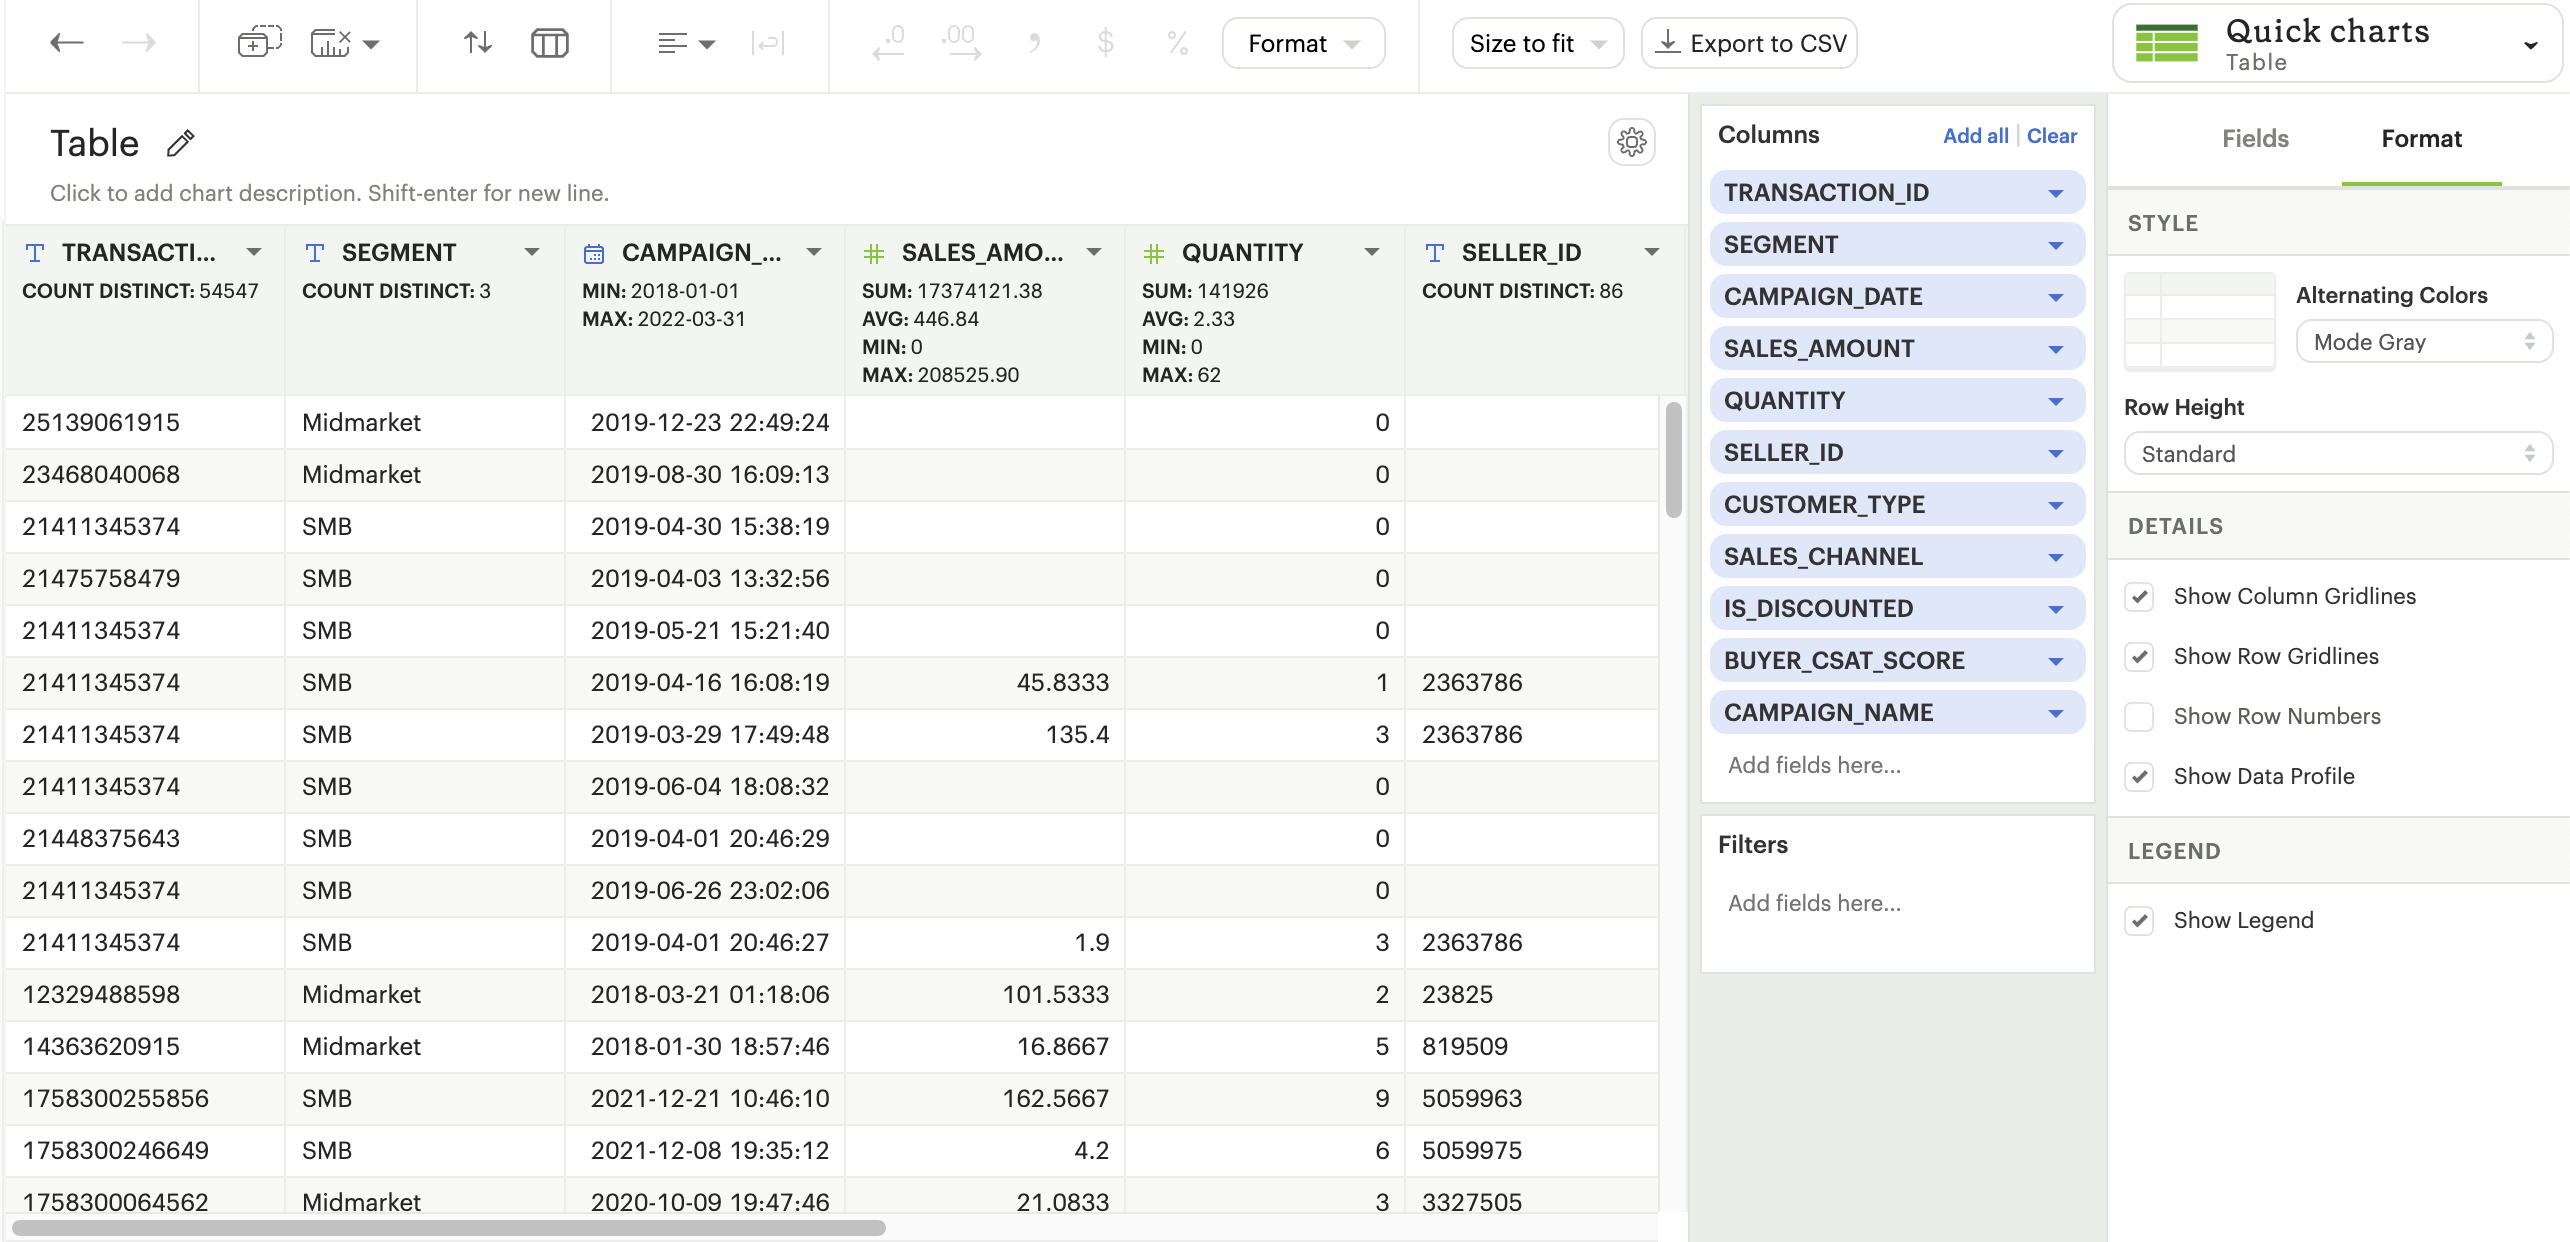 .0 .00 , $ % Format Size to fit Export to CSV
Quick charts
Table
Table
Click to add chart description. Shift-enter for new line.
TRANSACTI... SEGMENT CAMPAIGN_... SALES_AMO... QUANTITY SELLER_ID
COUNT DISTINCT: 54547 COUNT DISTINCT: 3 MIN: 2018-01-01 SUM: 17374121.38 SUM: 141926 COUNT DISTINCT: 86
MAX: 2022-03-31 AVG: 446.84 AVG: 2.33
MIN: 0 MIN: 0
MAX: 208525.90 MAX: 62
25139061915 Midmarket 2019-12-23 22:49:24 0
23468040068 Midmarket 2019-08-30 16:09:13 0
21411345374 SMB 2019-04-30 15:38:19 0
21475758479 SMB 2019-04-03 13:32:56 0
21411345374 SMB 2019-05-21 15:21:40 0
21411345374 SMB 2019-04-16 16:08:19 45.8333 1 2363786
21411345374 SMB 2019-03-29 17:49:48 135.4 3 2363786
21411345374 SMB 2019-06-04 18:08:32 0
21448375643 SMB 2019-04-01 20:46:29 0
21411345374 SMB 2019-06-26 23:02:06 0
21411345374 SMB 2019-04-01 20:46:27 1.9 3 2363786
12329488598 Midmarket 2018-03-21 01:18:06 101.5333 2 23825
14363620915 Midmarket 2018-01-30 18:57:46 16.8667 5 819509
1758300255856 SMB 2021-12-21 10:46:10 162.5667 9 5059963
1758300246649 SMB 2021-12-08 19:35:12 4.2 6 5059975
1758300064562 Midmarket 2020-10-09 19:47:46 21.0833 3 3327505
Columns Add all Clear
TRANSACTION_ID
SEGMENT
CAMPAIGN_DATE
SALES_AMOUNT
QUANTITY
SELLER_ID
CUSTOMER_TYPE
SALES_CHANNEL
IS_DISCOUNTED
BUYER_CSAT_SCORE
CAMPAIGN_NAME
Add fields here...
Filters
Add fields here...
Fields Format
STYLE
Alternating Colors
Mode Gray
Row Height
Standard
DETAILS
Show Column Gridlines
Show Row Gridlines
Show Row Numbers
Show Data Profile
LEGEND
Show Legend